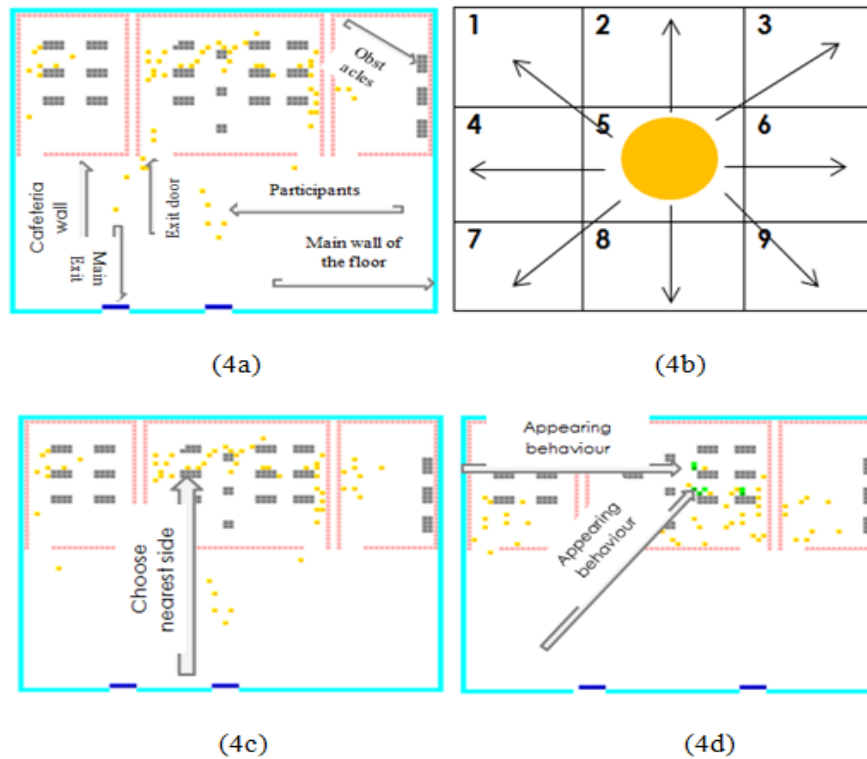 Obst
acles
Cafeteria
wall
Main
Exit
Exit door
Participants
Main wall of
the floor
1 2 3
4 5 6
7 8 9
(4a) (4b)
Choose
nearest side
Appearing
behaviour
Appearing
behaviour
(4c) (4d)